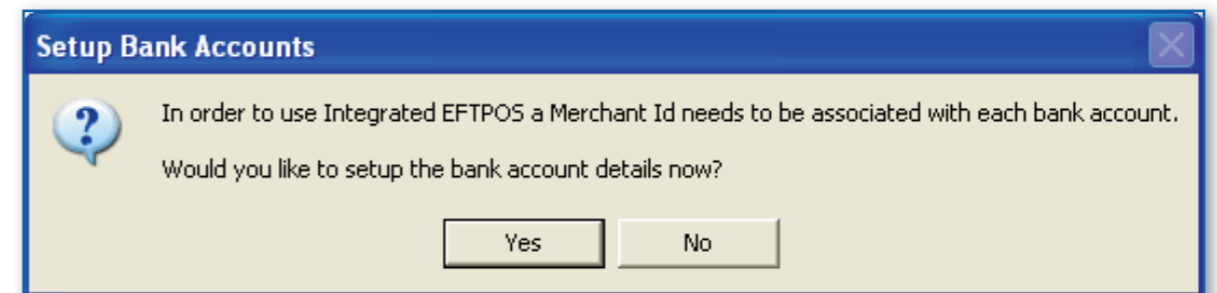 Setup Bank Accounts
In order to use Integrated EFTPOS a Merchant Id needs to be associated with each bank account.
Would you like to setup the bank account details now?
Yes No